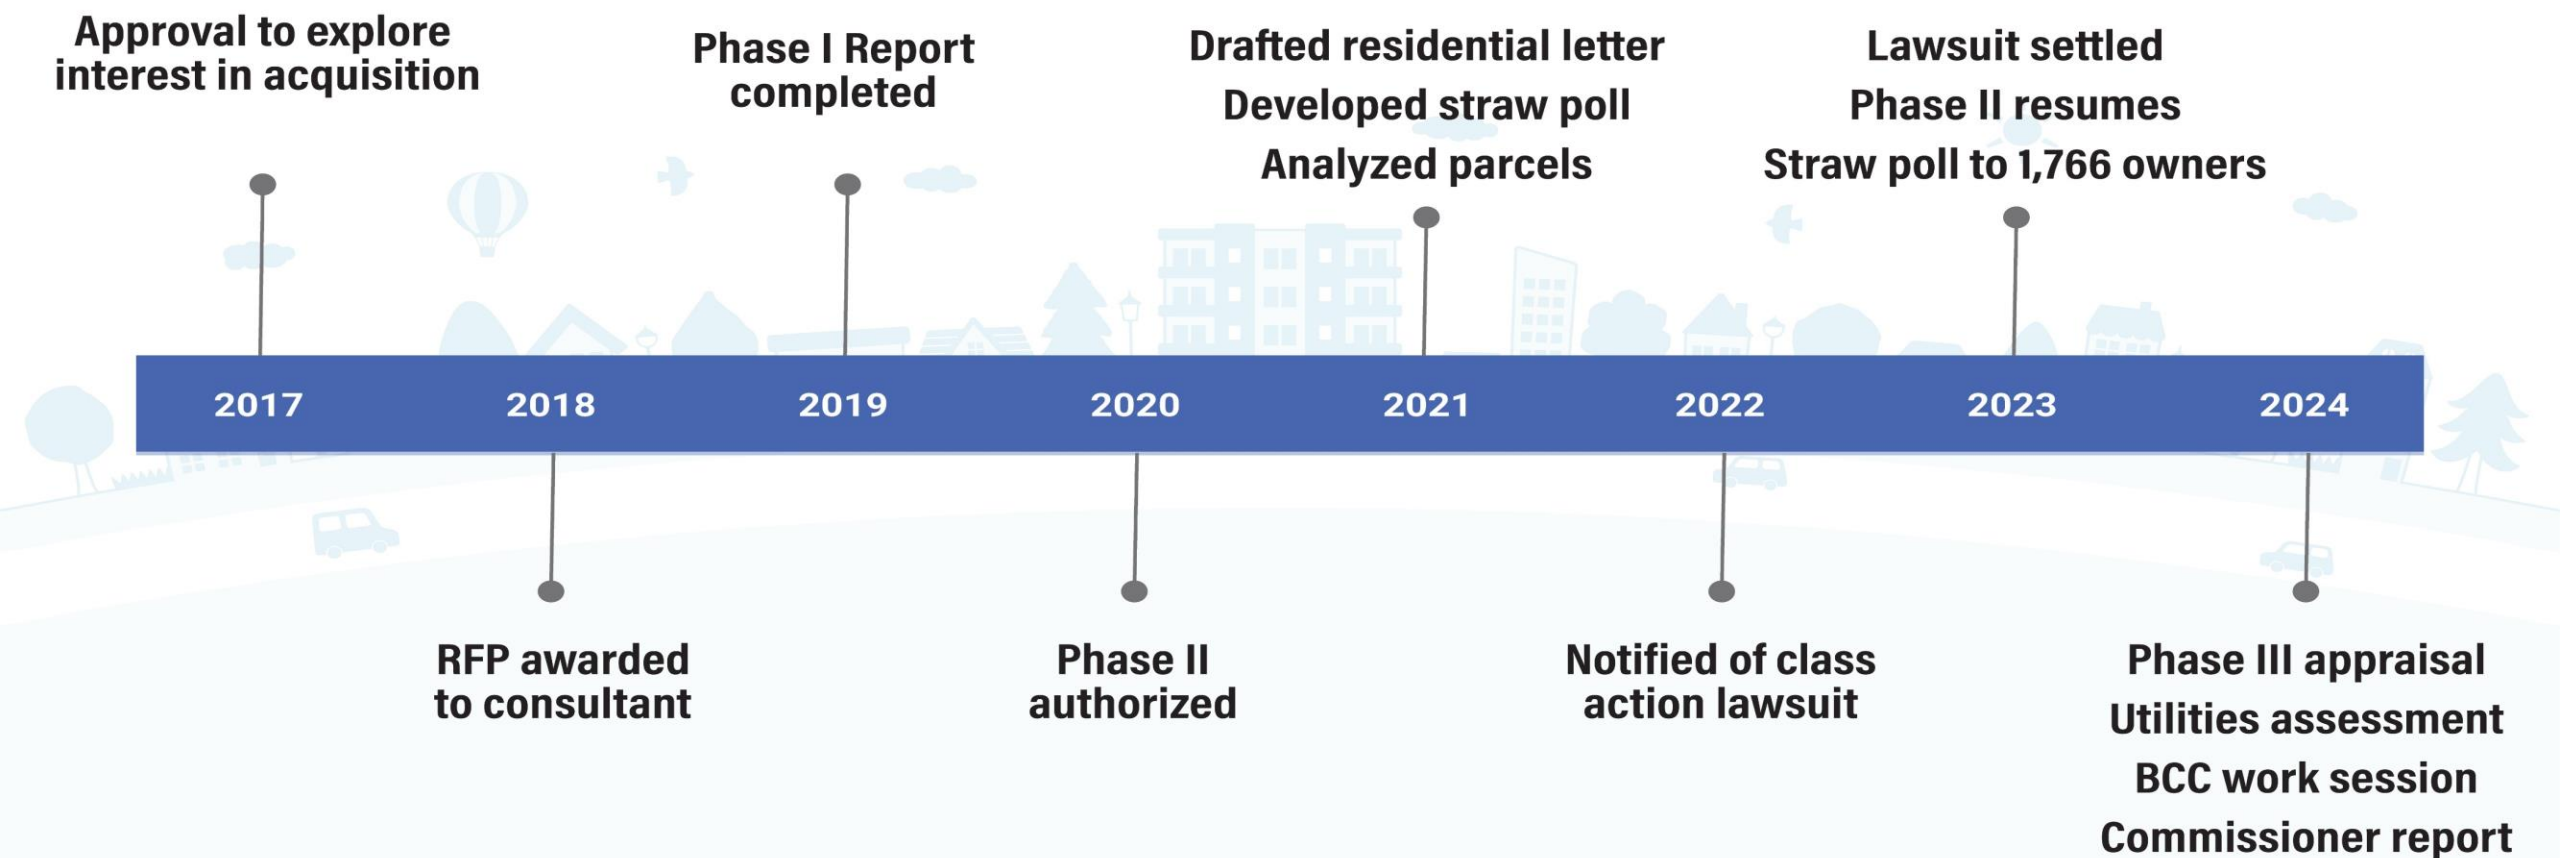 Approval to explore
interest in acquisition
Phase I Report
completed
Drafted residential letter
Developed straw poll
Analyzed parcels
Lawsuit settled
Phase II resumes
Straw poll to 1,766 owners
2017
2018
2019
2020
2021
2022
2023
2024
RFP awarded
to consultant
Phase II
authorized
Notified of class
action lawsuit
Phase III appraisal
Utilities assessment
BCC work session
Commissioner report